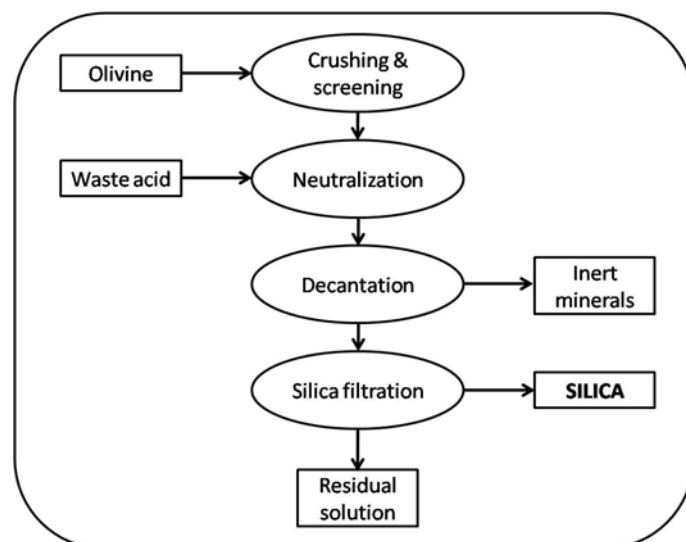 Olivine
Crushing &
screening
Waste acid
Neutralization
Decantation
Inert
minerals
Silica filtration
SILICA
Residual
solution